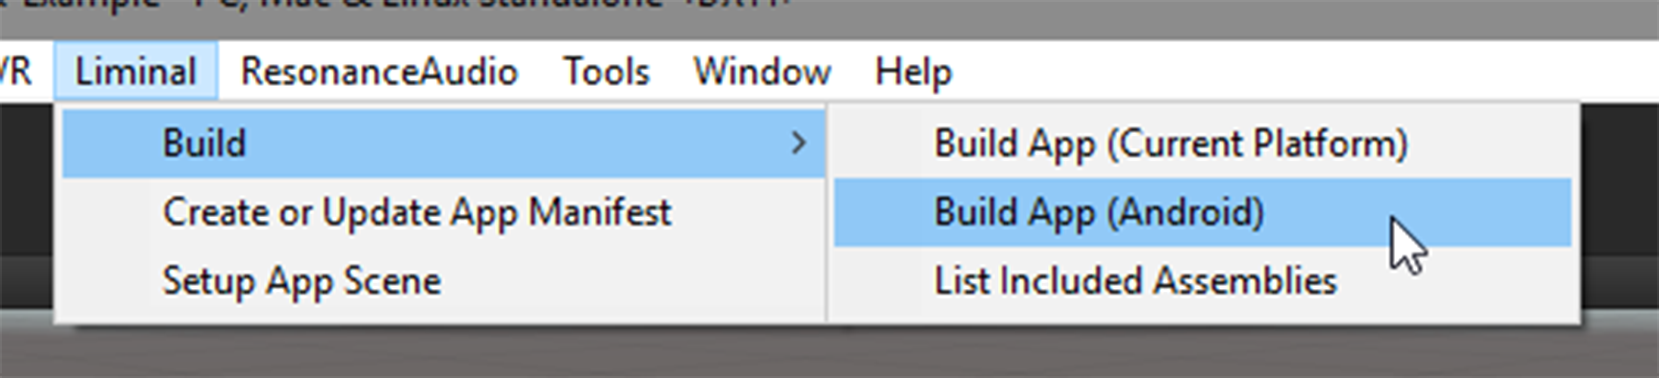 Example - PC, Mac & Linux Standalone <DX11>
VR Liminal ResonanceAudio Tools Window Help
Build > Build App (Current Platform)
Create or Update App Manifest Build App (Android)
Setup App Scene List Included Assemblies